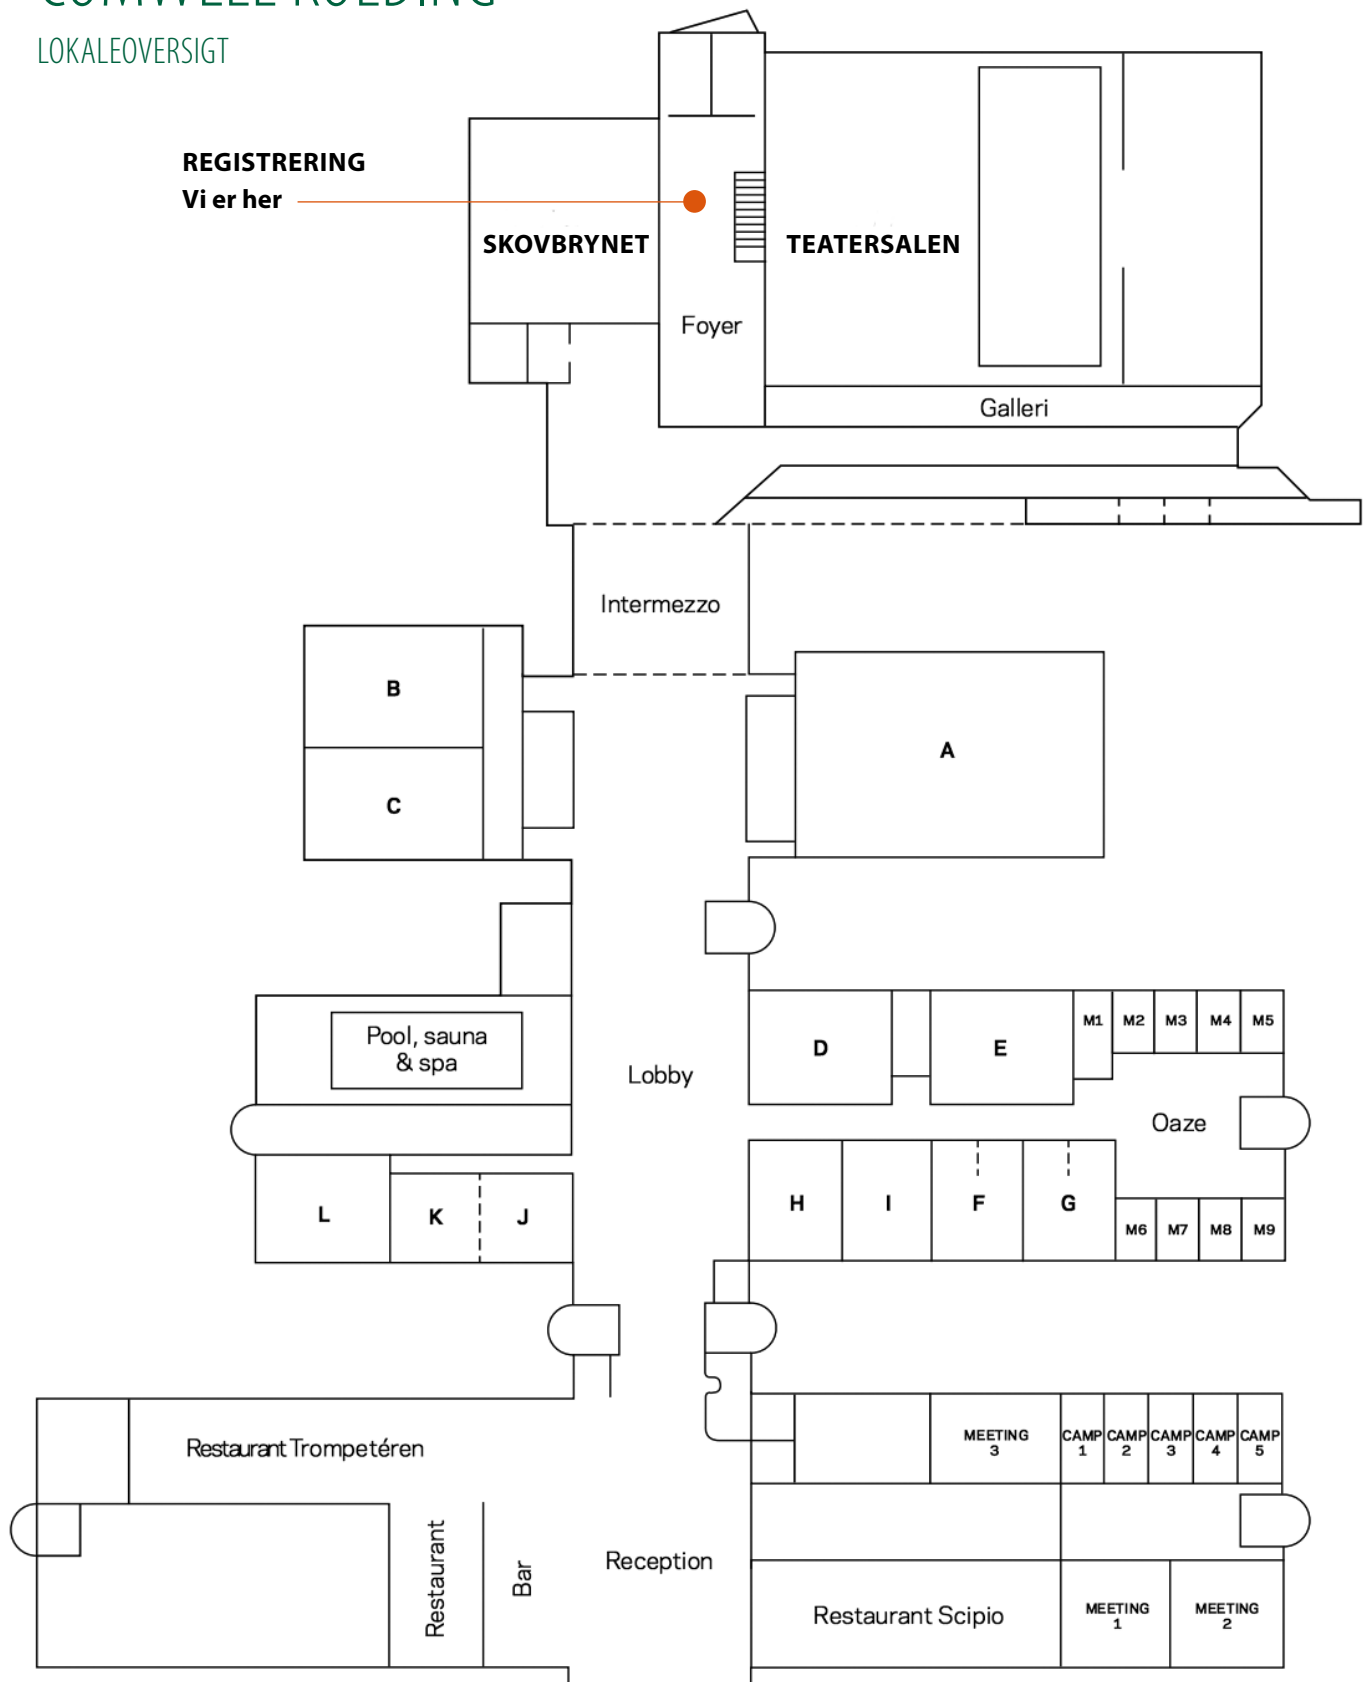 LOKALEOVERSIGT
REGISTRERING
Vi er her
SKOVBRYNET
TEATERSALEN
Foyer
Galleri
Intermezzo
B
A
C
Pool, sauna
& spa
Lobby
D
E
M1
M2
M3
M4
M5
Oaze
L
K
J
H
I
F
G
M6
M7
M8
M9
Restaurant Trompetéren
MEETING
3
CAMP
1
CAMP
2
CAMP
3
CAMP
4
CAMP
5
Restaurant
Bar
Reception
Restaurant Scipio
MEETING
1
MEETING
2